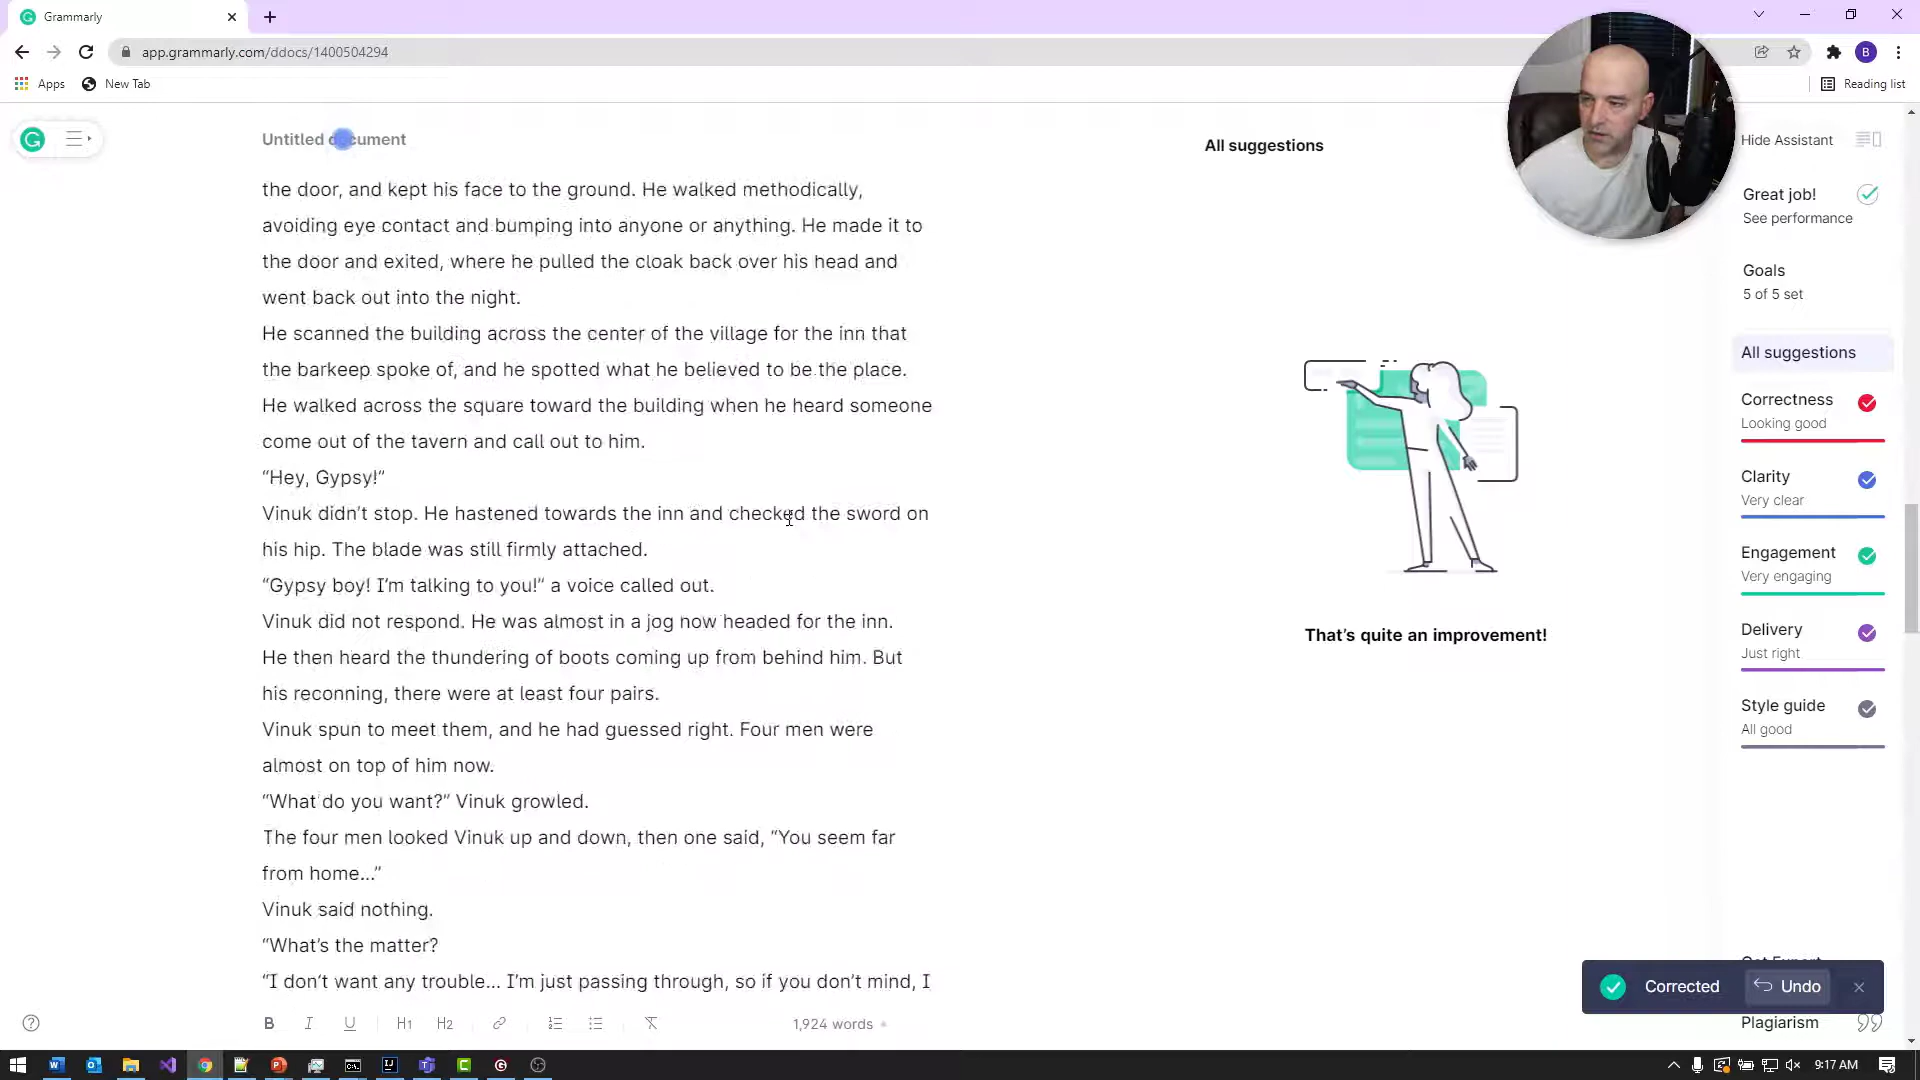 Grammarly
app.grammarly.com/ddocs/1400504294
B
Apps
New Tab
Reading list
Untitled document
the door, and kept his face to the ground. He walked methodically,
avoiding eye contact and bumping into anyone or anything. He made it to
the door and exited, where he pulled the cloak back over his head and
went back out into the night.
He scanned the building across the center of the village for the inn that
the barkeep spoke of, and he spotted what he believed to be the place.
He walked across the square toward the building when he heard someone
come out of the tavern and call out to him.
“Hey, Gypsy!”
Vinuk didn’t stop. He hastened towards the inn and checked the sword on
his hip. The blade was still firmly attached.
“Gypsy boy! I’m talking to you!” a voice called out.
Vinuk did not respond. He was almost in a jog now headed for the inn.
He then heard the thundering of boots coming up from behind him. But
his reconning, there were at least four pairs.
Vinuk spun to meet them, and he had guessed right. Four men were
almost on top of him now.
“What do you want?” Vinuk growled.
The four men looked Vinuk up and down, then one said, “You seem far
from home...”
Vinuk said nothing.
“What’s the matter?
“I don’t want any trouble... I’m just passing through, so if you don’t mind, I
B
I
U
H1
H2
1,924 words
All suggestions
That’s quite an improvement!
Hide Assistant
Great job!
See performance
Goals
5 of 5 set
All suggestions
Correctness
Looking good
Clarity
Very clear
Engagement
Very engaging
Delivery
Just right
Style guide
All good
Corrected
Undo
Plagiarism
9:17 AM